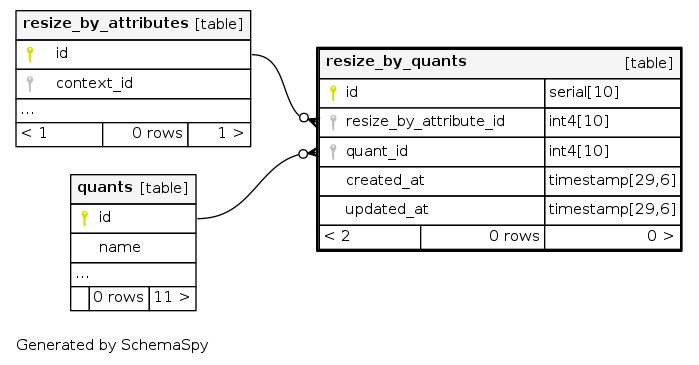 resize_by_attributes [table]
id
context_id
...
< 1 0 rows 1 >
resize_by_quants [table]
id serial[10]
resize_by_attribute_id int4[10]
quant_id int4[10]
created_at timestamp[29,6]
updated_at timestamp[29,6]
< 2 0 rows 0 >
quants [table]
id
name
...
0 rows 11 >
Generated by SchemaSpy